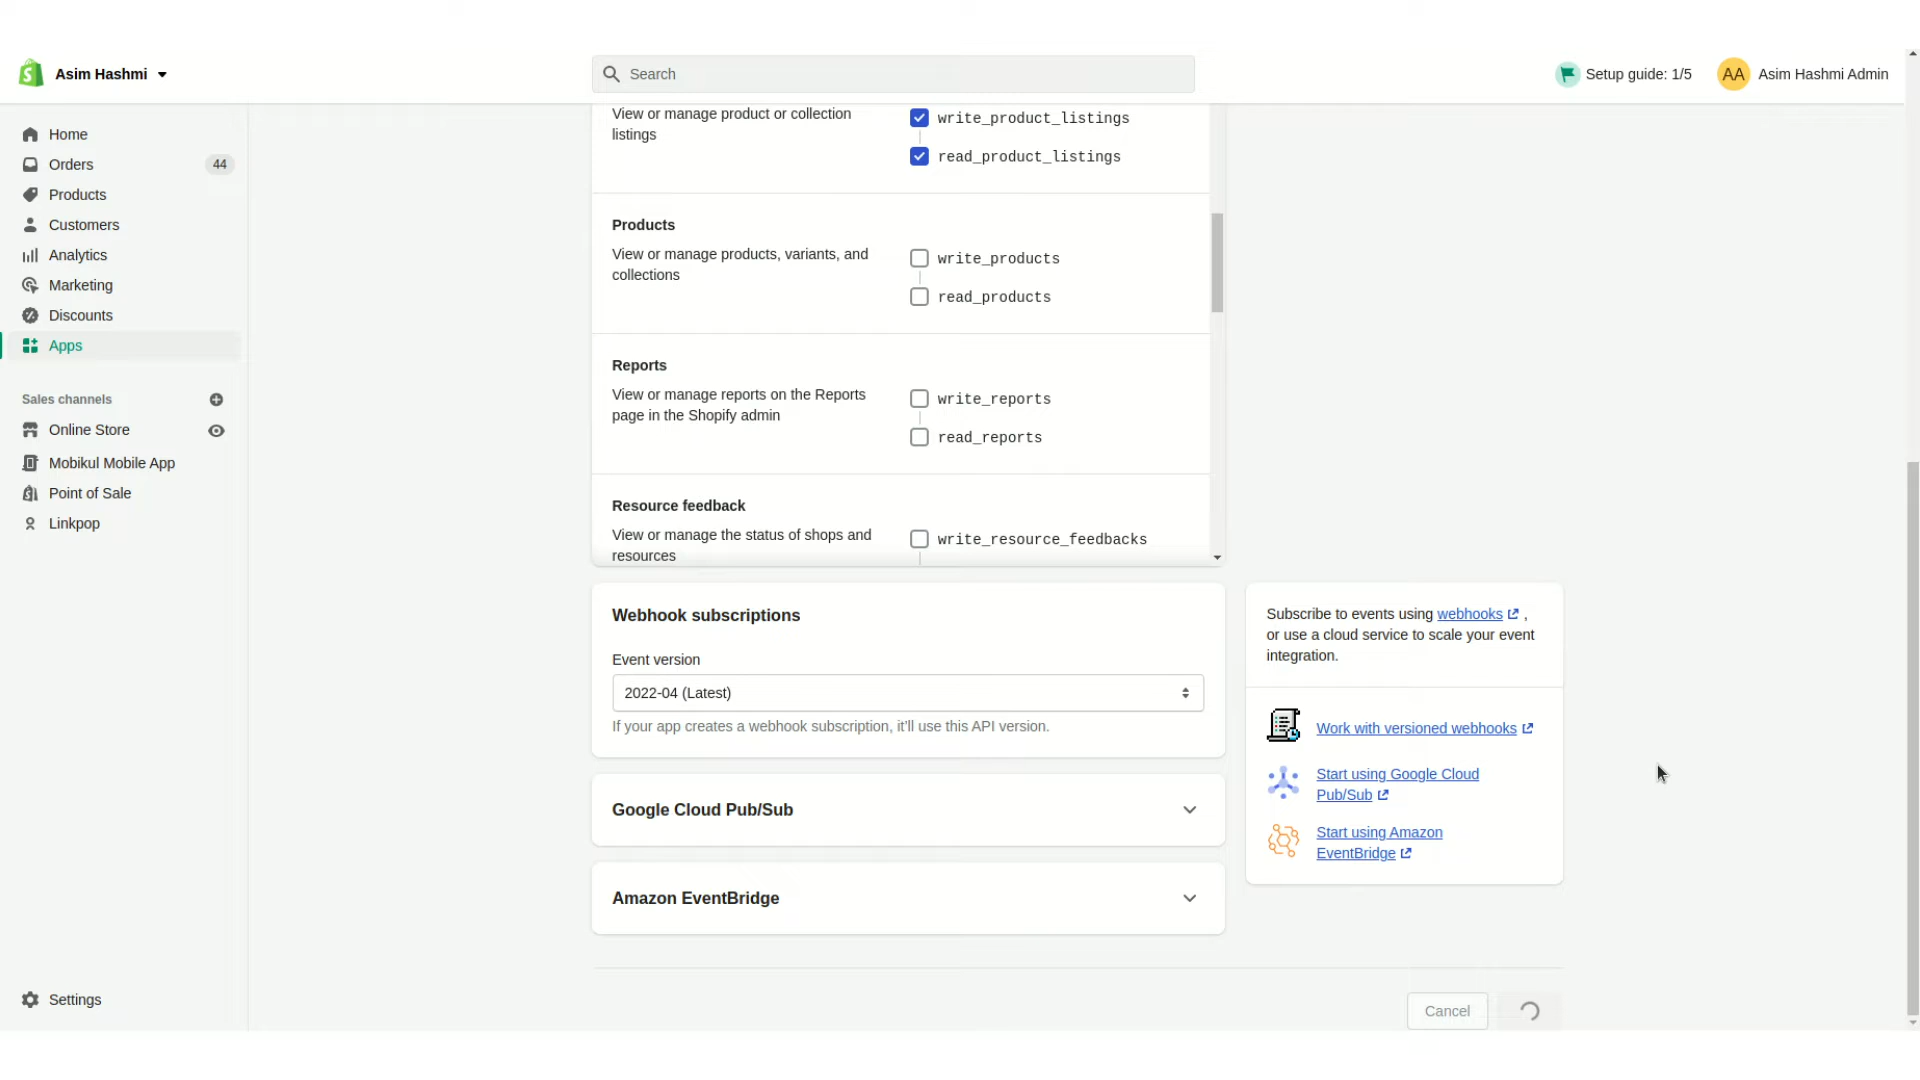 Asim Hashmi
Search
Setup guide: 1/5
AA
Asim Hashmi Admin
Home
Orders
44
Products
Customers
Analytics
Marketing
Discounts
Apps
Sales channels
Online Store
Mobikul Mobile App
Point of Sale
Linkpop
Settings
View or manage product or collection
listings
write_product_listings
read_product_listings
Products
View or manage products, variants, and
collections
write_products
read_products
Reports
View or manage reports on the Reports
page in the Shopify admin
write_reports
read_reports
Resource feedback
View or manage the status of shops and
resources
write_resource_feedbacks
Webhook subscriptions
Event version
2022-04 (Latest)
If your app creates a webhook subscription, it’ll use this API version.
Google Cloud Pub/Sub
Amazon EventBridge
Subscribe to events using webhooks ,
or use a cloud service to scale your event
integration.
Work with versioned webhooks
Start using Google Cloud
Pub/Sub
Start using Amazon
EventBridge
Cancel